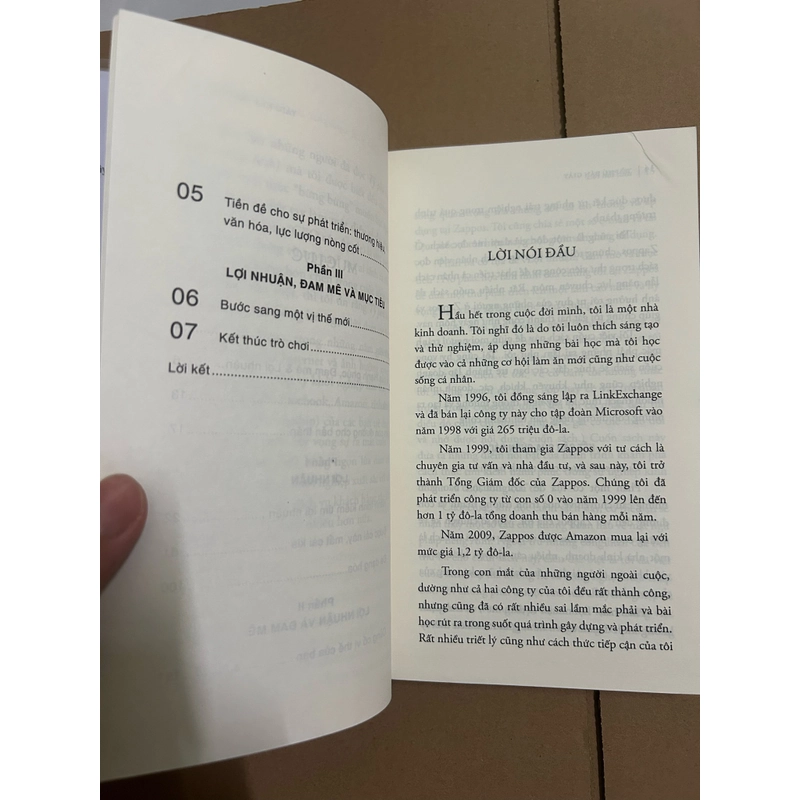 05
Tiền đề cho sự phát triển: thương hiệu
văn hóa, lực lượng nòng cốt
Phần III
LỢI NHUẬN, ĐAM MÊ VÀ MỤC TIÊU
06
Bước sang một vị thế mới
07
Kết thúc trò chơi
Lời kết
LỜI NÓI ĐẦU
Hầu hết trong cuộc đời mình, tôi là một nhà
kinh doanh. Tôi nghĩ đó là do tôi luôn thích sáng tạo
và thử nghiệm, áp dụng những bài học mà tôi học
được vào cả những cơ hội làm ăn mới cũng như cuộc
sống cá nhân.
Năm 1996, tôi đồng sáng lập ra LinkExchange
và đã bán lại công ty này cho tập đoàn Microsoft vào
năm 1998 với giá 265 triệu đô-la.
Năm 1999, tôi tham gia Zappos với tư cách là
chuyên gia tư vấn và nhà đầu tư, và sau này, tôi trở
thành Tổng Giám đốc của Zappos. Chúng tôi đã
phát triển công ty từ con số 0 vào năm 1999 lên đến
hơn 1 tỷ đô-la tổng doanh thu bán hàng mỗi năm.
Năm 2009, Zappos được Amazon mua lại với
mức giá 1,2 tỷ đô-la.
Trong con mắt của những người ngoài cuộc,
dường như cả hai công ty của tôi đều rất thành công,
nhưng cũng đã có rất nhiều sai lầm mắc phải và bài
học rút ra trong suốt quá trình gây dựng và phát triển.
Rất nhiều triết lý cũng như cách thức tiếp cận của tôi